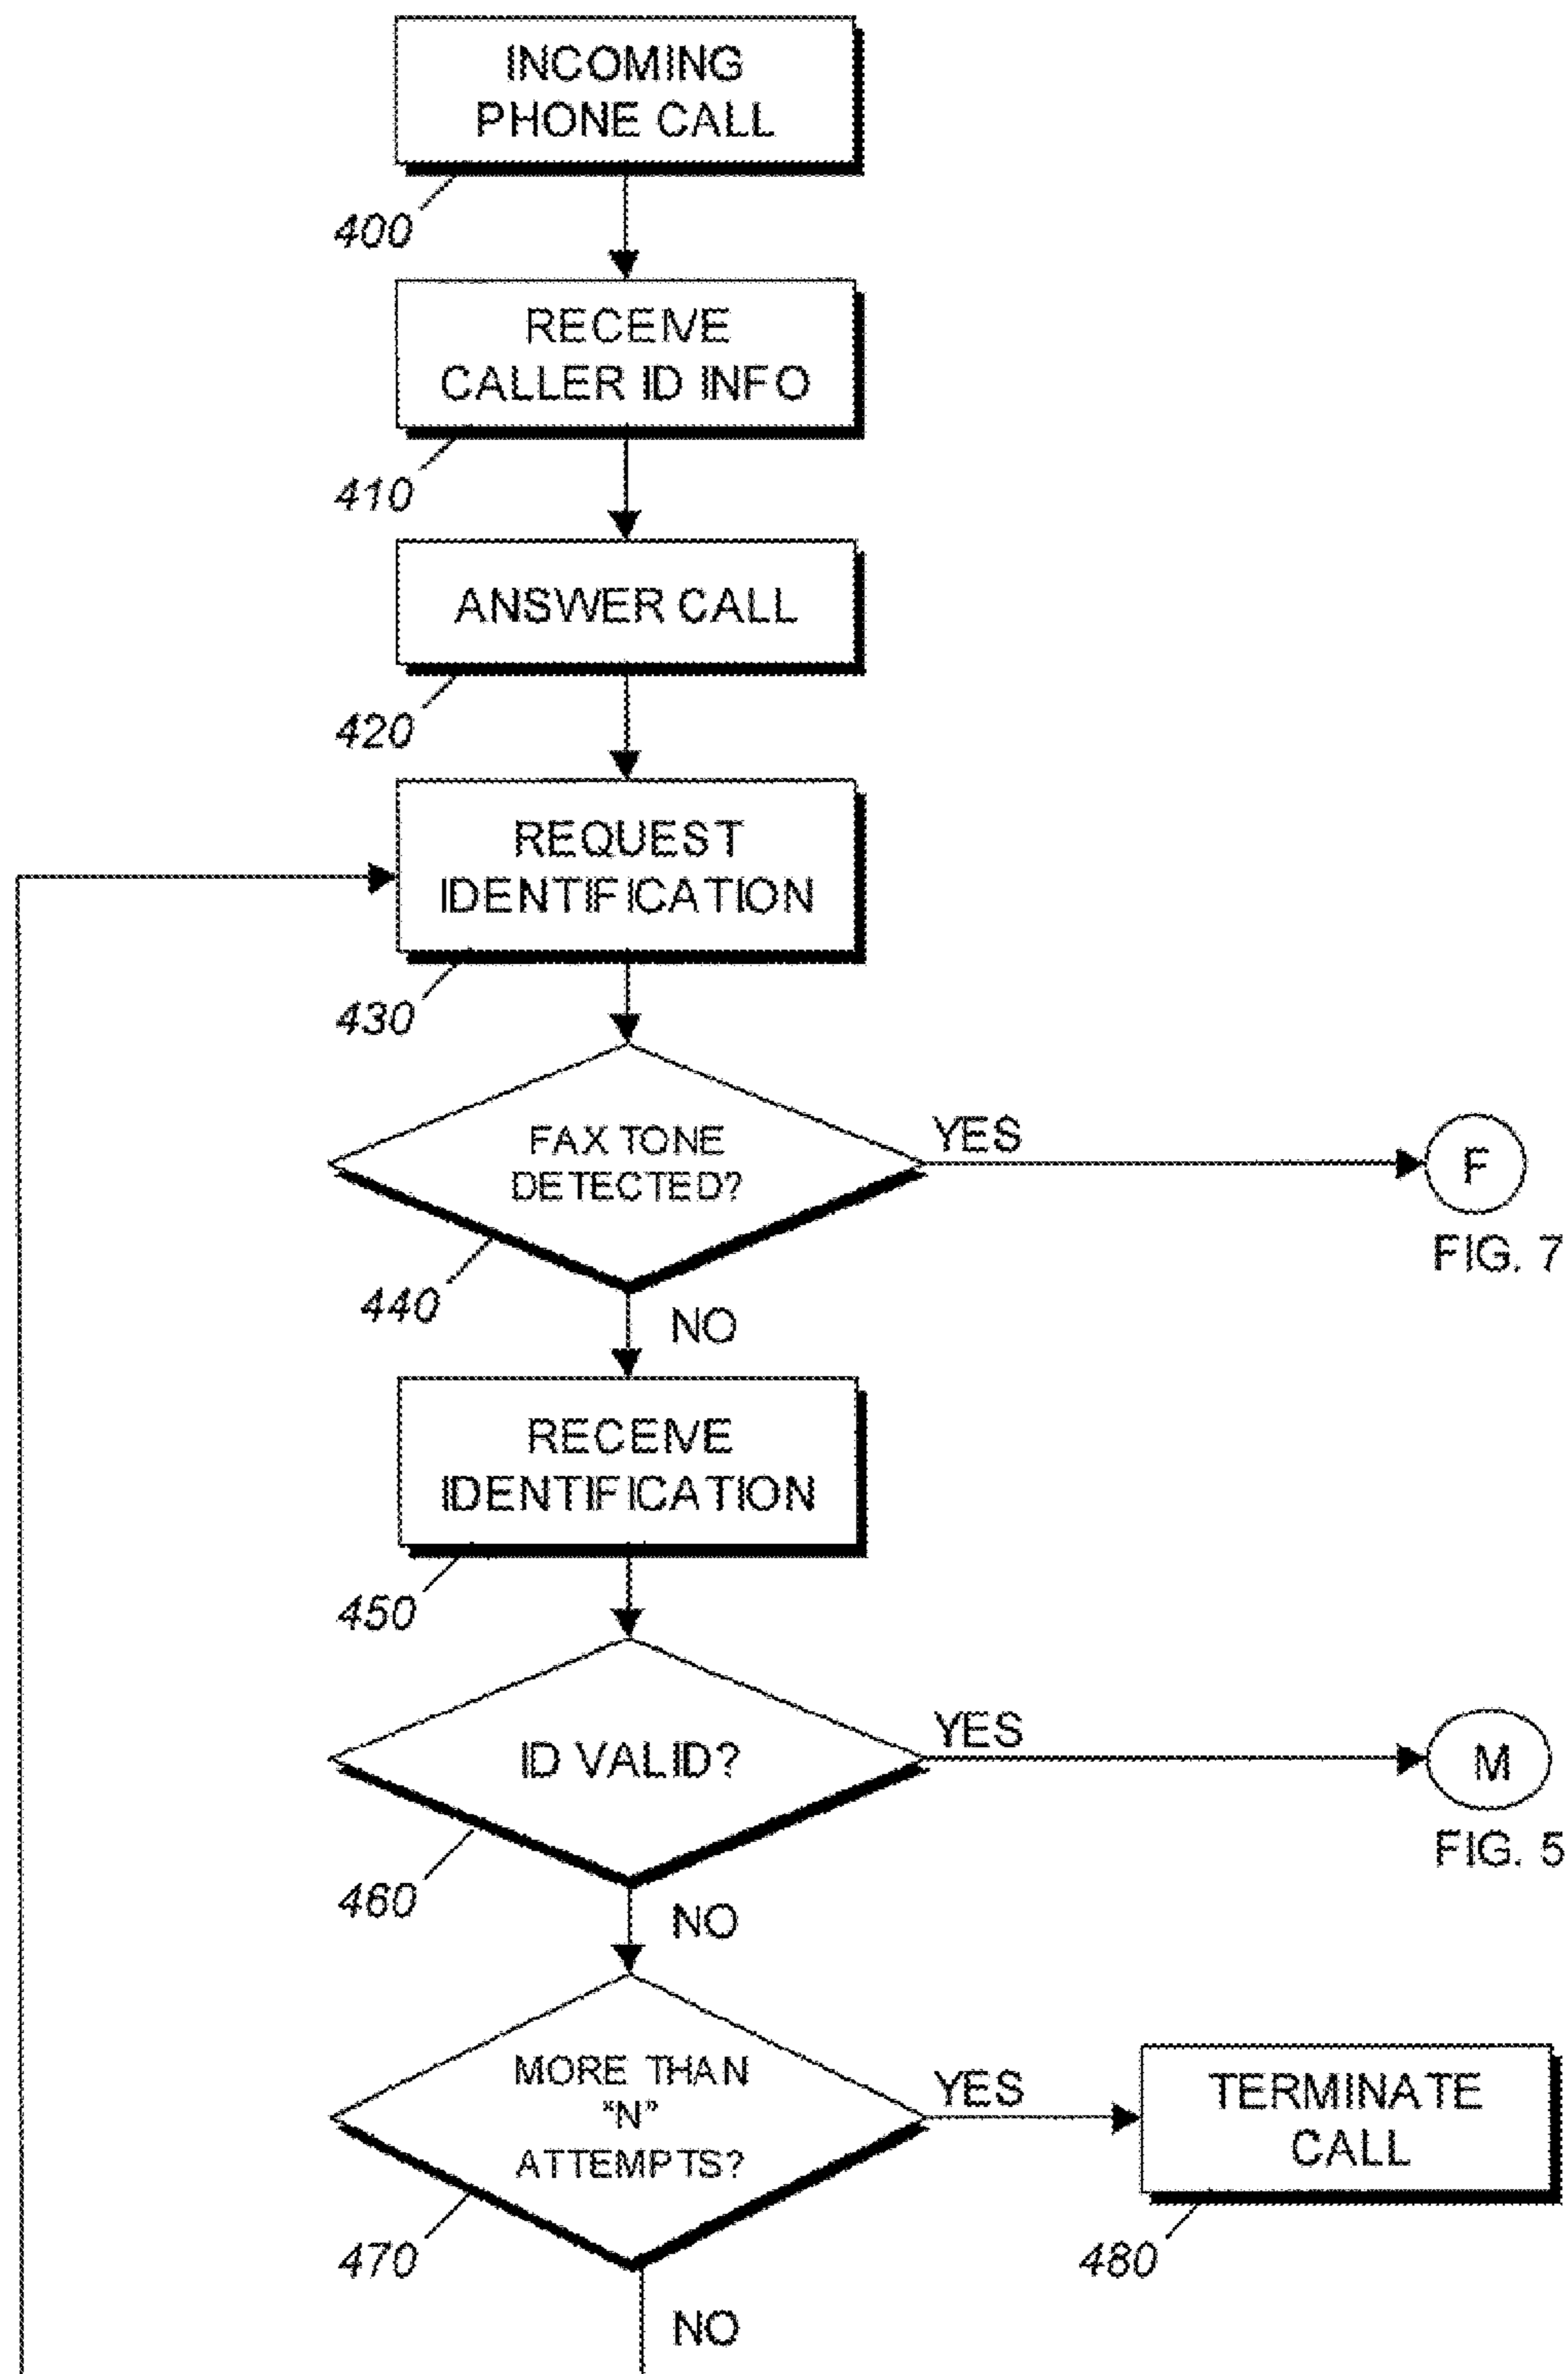 INCOMING
PHONE CALL
400
RECEIVE
CALLER ID INFO
410
ANSWER CALL
420
REQUEST
IDENTIFICATION
430
FAX TONE
DETECTED?
YES
F
FIG. 7
440
NO
RECEIVE
IDENTIFICATION
450
ID VALID?
YES
M
FIG. 5
460
NO
MORE THAN
"N"
ATTEMPTS?
YES
TERMINATE
CALL
470
480
NO